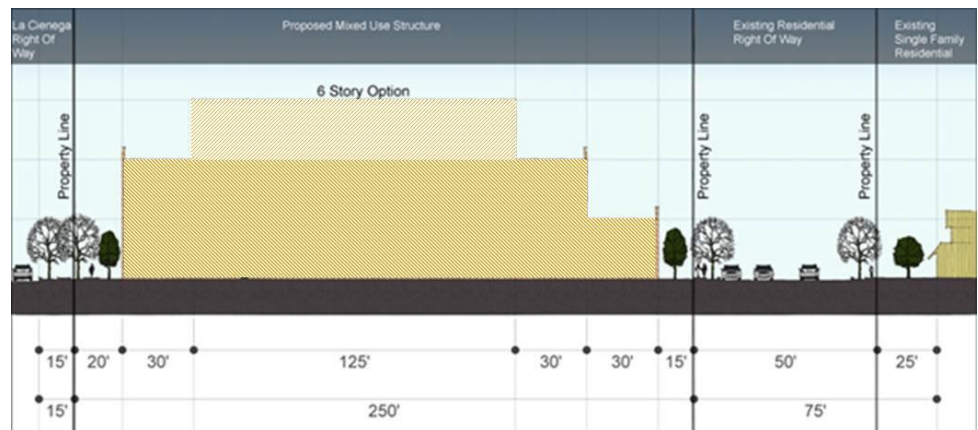 La Cienega
Right Of
Way
Proposed Mixed Use Structure
Existing Residential
Right Of Way
Existing
Single Family
Residential
6 Story Option
Property Line
Property Line
Property Line
15' 20' 30' 125' 30' 30' 15' 50' 25'
15' 250' 75'